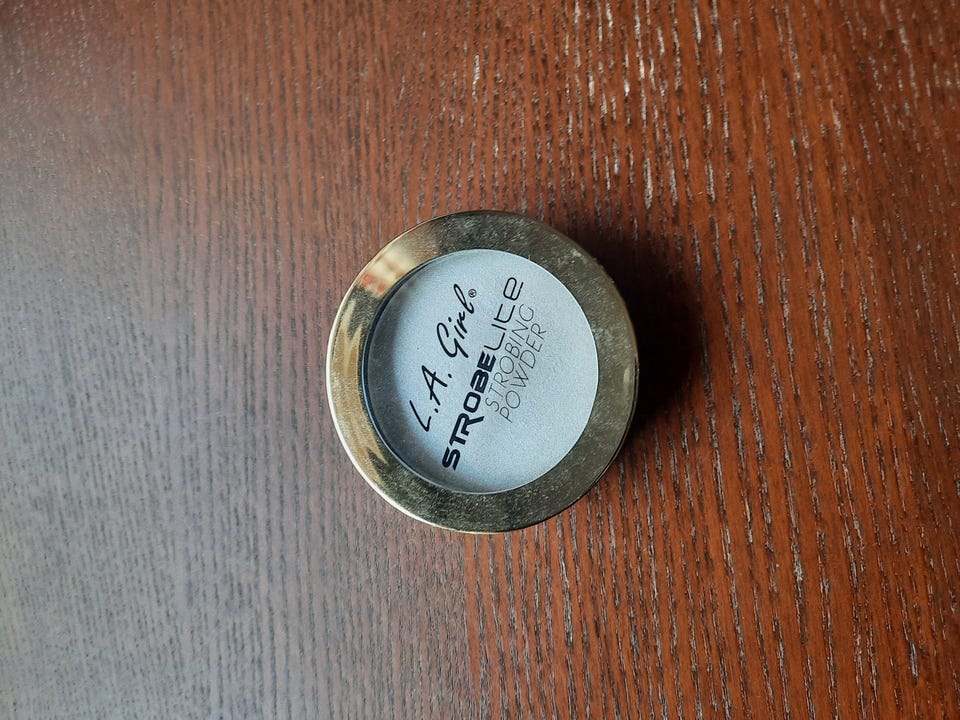 L.A. Girl®
STROBELITE
STROBING
POWDER